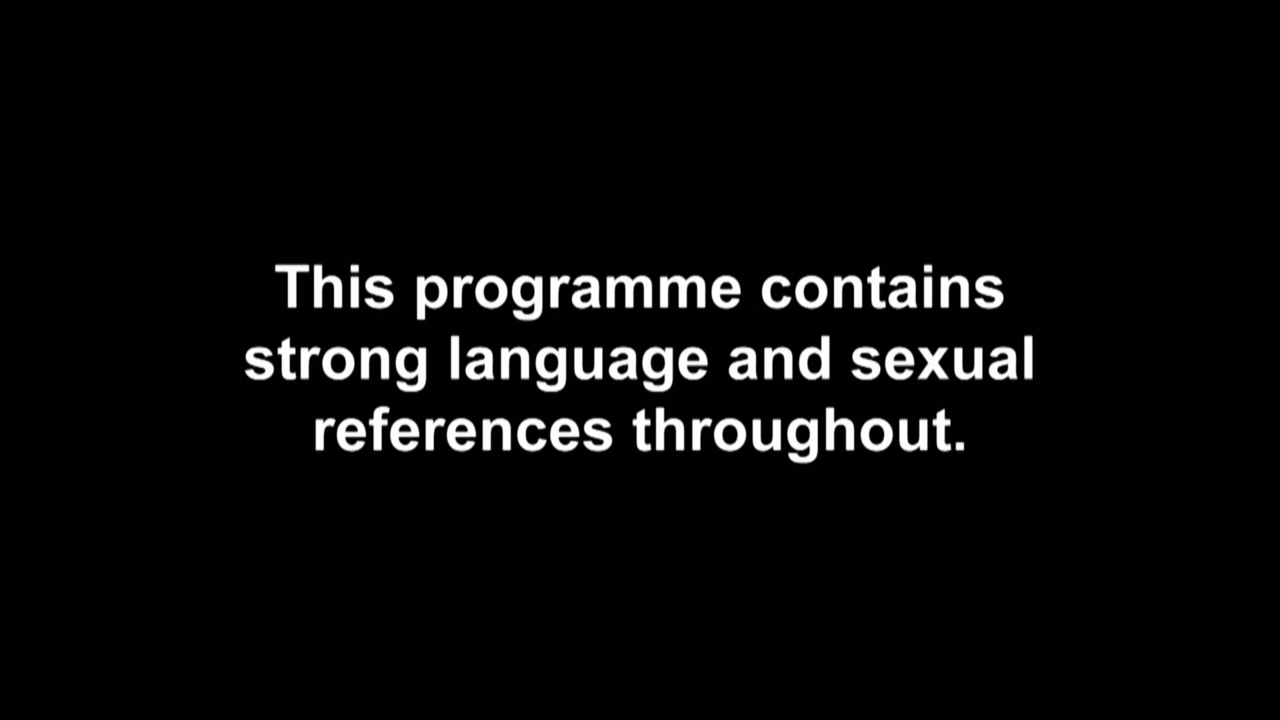 This programme contains
strong language and sexual
references throughout.